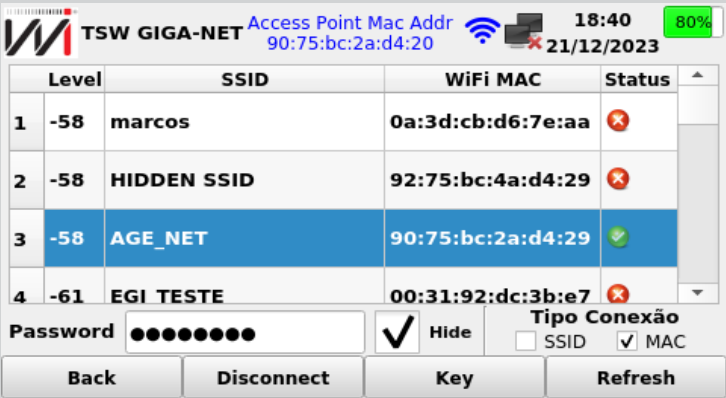 TSW GIGA-NET
Access Point Mac Addr
90:75:bc:2a:d4:20
18:40
21/12/2023
80%
Level SSID WiFi MAC Status
1 -58 marcos 0a:3d:cb:d6:7e:aa
2 -58 HIDDEN SSID 92:75:bc:4a:d4:29
3 -58 AGE_NET 90:75:bc:2a:d4:29
4 -61 EGI TESTE 00:31:92:dc:3b:e7
Password
Hide
Tipo Conexão
SSID MAC
Back Disconnect Key Refresh